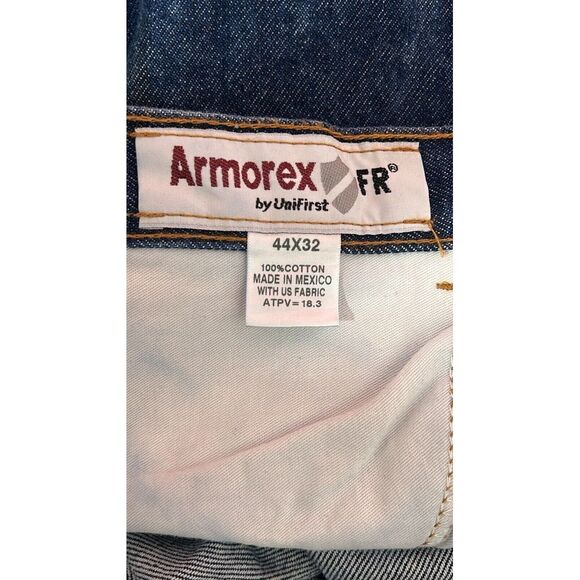 Armorex FR®
by UniFirst
44X32
100%COTTON
MADE IN MEXICO
WITH US FABRIC
ATPV=18.3